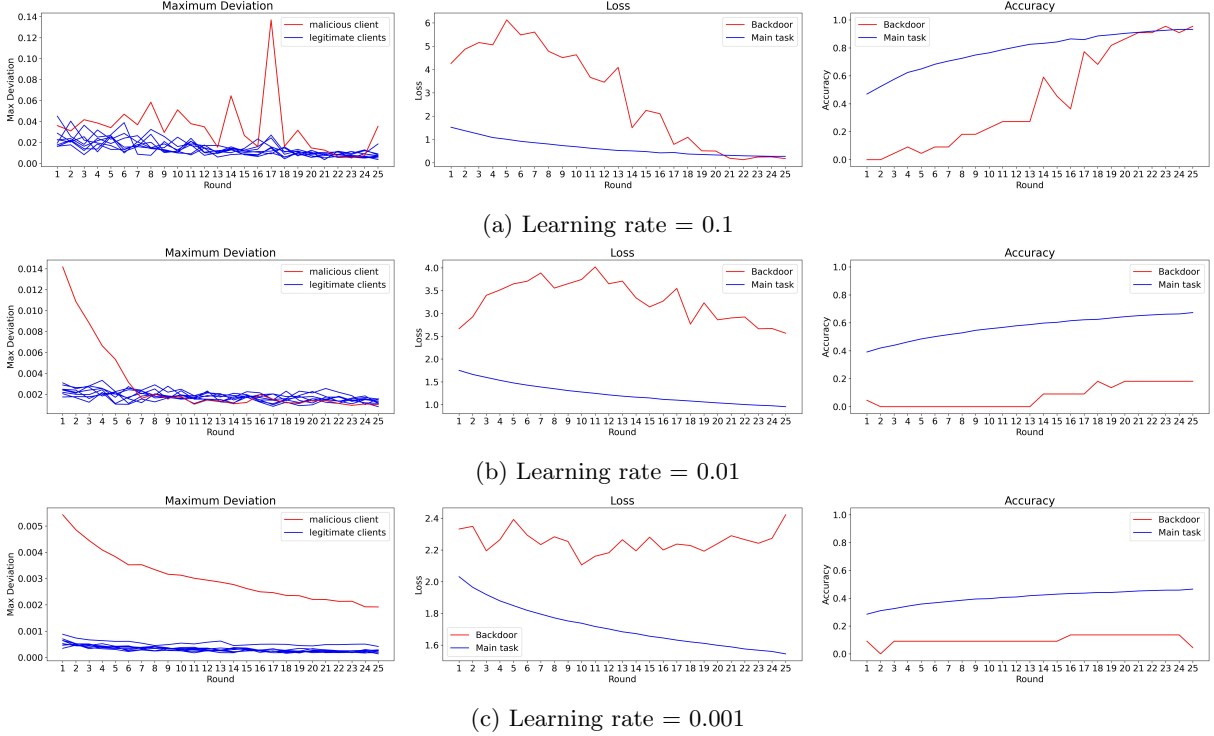 Maximum Deviation
Loss
Accuracy
Max Deviation
0.14
0.12
0.10
0.08
0.06
0.04
0.02
0.00
malicious client
legitimate clients
1 2 3 4 5 6 7 8 9 10 11 12 13 14 15 16 17 18 19 20 21 22 23 24 25
Round
Loss
6
5
4
3
2
1
0
Backdoor
Main task
1 2 3 4 5 6 7 8 9 10 11 12 13 14 15 16 17 18 19 20 21 22 23 24 25
Round
Accuracy
1.0
0.8
0.6
0.4
0.2
0.0
Backdoor
Main task
1 2 3 4 5 6 7 8 9 10 11 12 13 14 15 16 17 18 19 20 21 22 23 24 25
Round
(a) Learning rate = 0.1
Maximum Deviation
Loss
Accuracy
Max Deviation
0.014
0.012
0.010
0.008
0.006
0.004
0.002
malicious client
legitimate clients
1 2 3 4 5 6 7 8 9 10 11 12 13 14 15 16 17 18 19 20 21 22 23 24 25
Round
Loss
4.0
3.5
3.0
2.5
2.0
1.5
1.0
Backdoor
Main task
1 2 3 4 5 6 7 8 9 10 11 12 13 14 15 16 17 18 19 20 21 22 23 24 25
Round
Accuracy
1.0
0.8
0.6
0.4
0.2
0.0
Backdoor
Main task
1 2 3 4 5 6 7 8 9 10 11 12 13 14 15 16 17 18 19 20 21 22 23 24 25
Round
(b) Learning rate = 0.01
Maximum Deviation
Loss
Accuracy
Max Deviation
0.005
0.004
0.003
0.002
0.001
0.000
malicious client
legitimate clients
1 2 3 4 5 6 7 8 9 10 11 12 13 14 15 16 17 18 19 20 21 22 23 24 25
Round
Loss
2.4
2.2
2.0
1.8
1.6
Backdoor
Main task
1 2 3 4 5 6 7 8 9 10 11 12 13 14 15 16 17 18 19 20 21 22 23 24 25
Round
Accuracy
1.0
0.8
0.6
0.4
0.2
0.0
Backdoor
Main task
1 2 3 4 5 6 7 8 9 10 11 12 13 14 15 16 17 18 19 20 21 22 23 24 25
Round
(c) Learning rate = 0.001